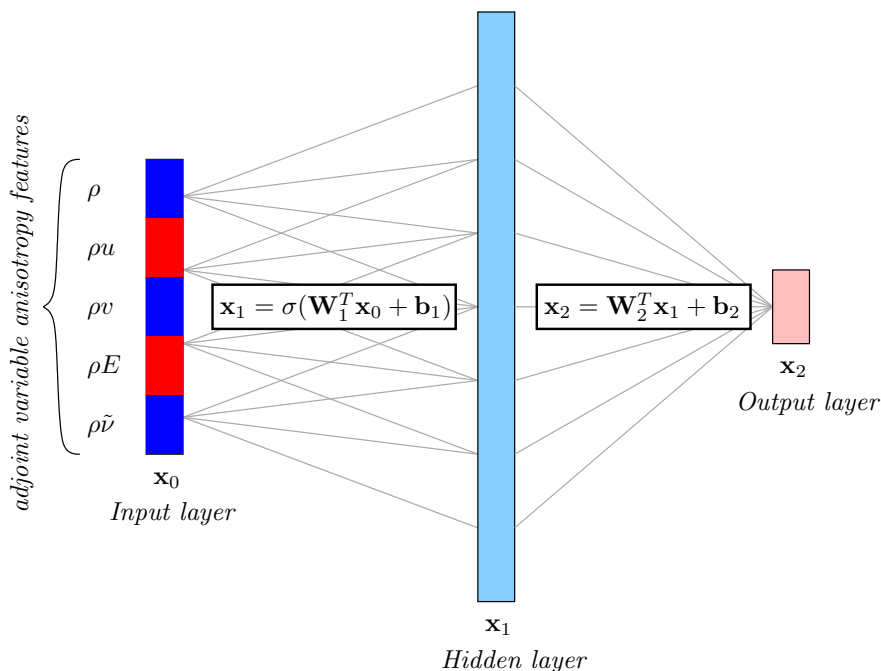 adjoint variable anisotropy features
ρ
ρu
ρv
ρE
ρν̃
x₀
Input layer
x₁ = σ(W₁ᵀx₀ + b₁)
x₁
Hidden layer
x₂ = W₂ᵀx₁ + b₂
x₂
Output layer